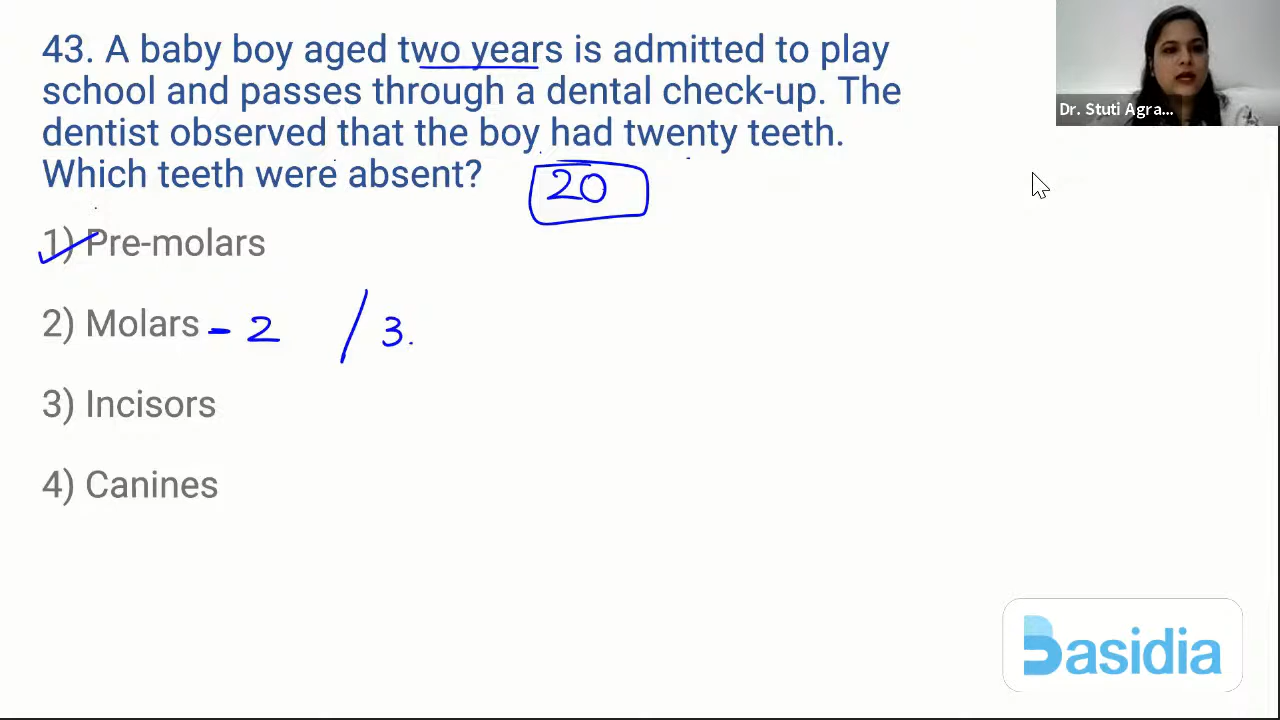 43. A baby boy aged two years is admitted to play
school and passes through a dental check-up. The
dentist observed that the boy had twenty teeth.
Which teeth were absent?
20
1) Pre-molars
2) Molars - 2 / 3.
3) Incisors
4) Canines
Dr. Stuti Agra...
Basidia